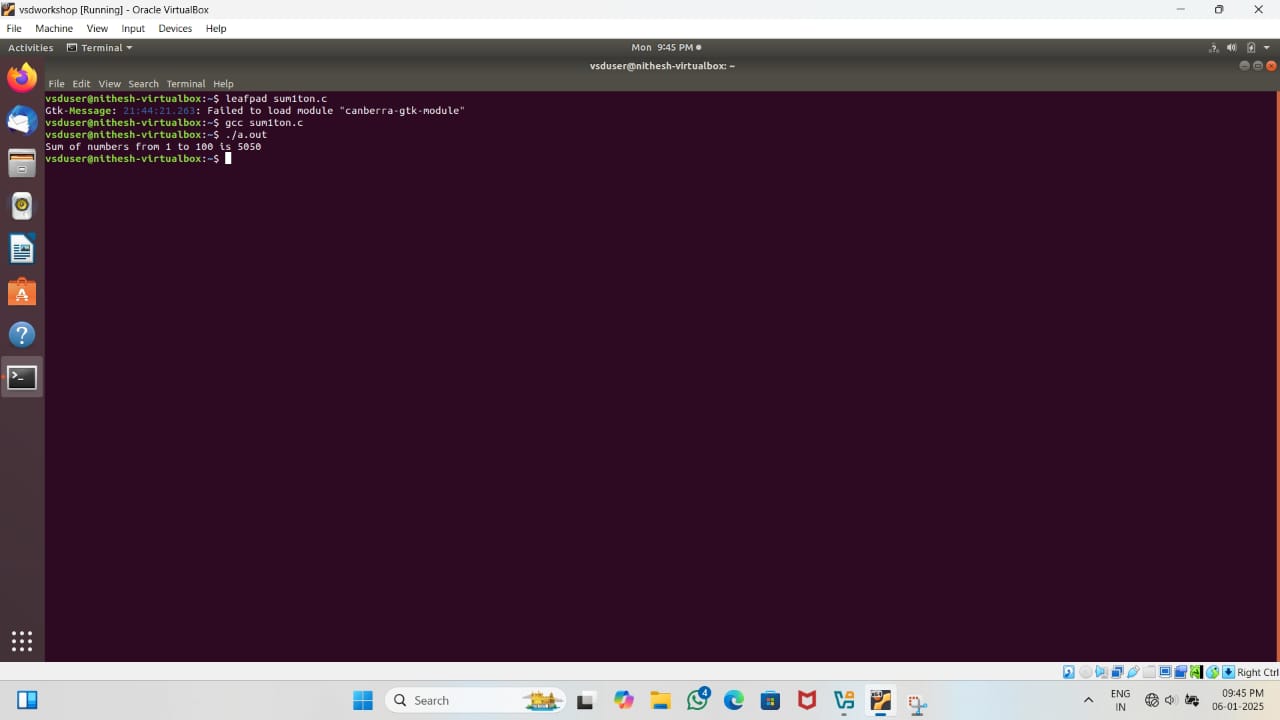 vsdworkshop [Running] - Oracle VirtualBox
File Machine View Input Devices Help
Activities Terminal Mon 9:45 PM
vsduser@nithesh-virtualbox: ~
File Edit View Search Terminal Help
vsduser@nithesh-virtualbox:~$ leafpad sum1ton.c
Gtk-Message: 21:44:21.263: Failed to load module "canberra-gtk-module"
vsduser@nithesh-virtualbox:~$ gcc sum1ton.c
vsduser@nithesh-virtualbox:~$ ./a.out
Sum of numbers from 1 to 100 is 5050
vsduser@nithesh-virtualbox:~$
Right Ctrl
Search 4 ENG 09:45 PM
IN 06-01-2025